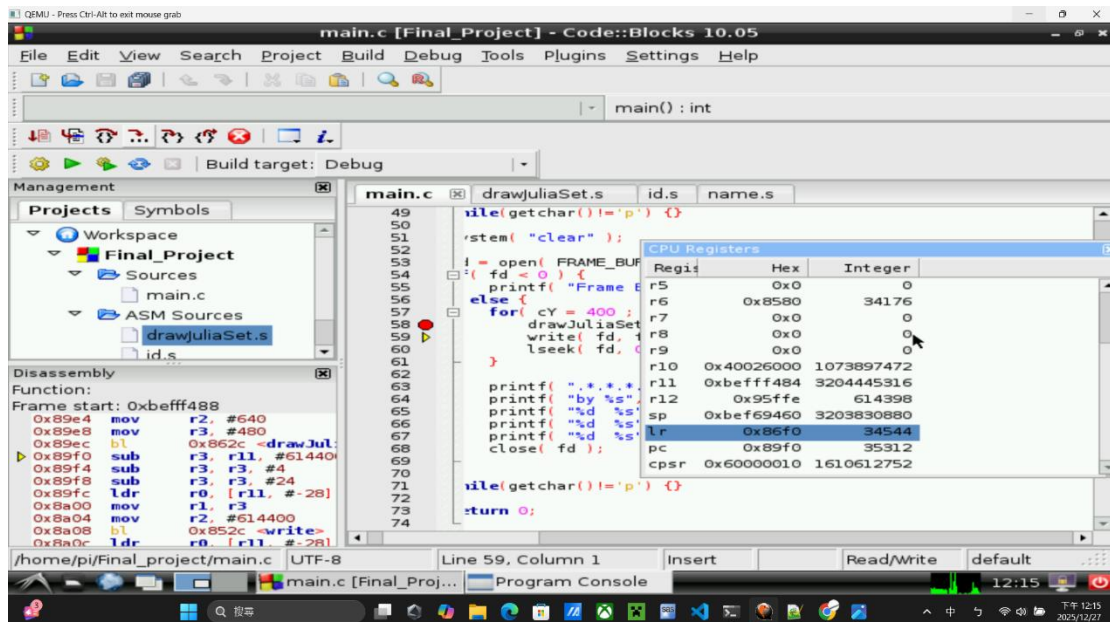 QEMU - Press Ctrl-Alt to exit mouse grab
main.c [Final_Project] - Code::Blocks 10.05
File Edit View Search Project Build Debug Tools Plugins Settings Help
main() : int
Build target: Debug
Management
Projects Symbols
Workspace
Final_Project
Sources
main.c
ASM Sources
drawJuliaSet.s
id.s
Disassembly
Function:
Frame start: 0xbefff488
0x89e4 mov r2, #640
0x89e8 mov r3, #480
0x89ec bl 0x862c <drawJul
0x89f0 sub r3, r11, #61440
0x89f4 sub r3, r3, #4
0x89f8 sub r3, r3, #24
0x89fc ldr r0, [r11, #-28]
0x8a00 mov r1, r3
0x8a04 mov r2, #614400
0x8a08 bl 0x852c <write>
0x8a0c ldr r0, [r11, #-28]
main.c drawJuliaSet.s id.s name.s
49 hile(getchar()!='p') {}
50
51 stem( "clear" );
52
53 = open( FRAME_BUF
54 ( fd < 0 ) {
55 printf( "Frame B
56 else {
57 for( cY = 400 ;
58 drawJuliaSet
59 write( fd, f
60 lseek( fd, 0
61 }
62
63 printf( ".*.*.*.
64 printf( "by %s",
65 printf( "%d %s"
66 printf( "%d %s"
67 printf( "%d %s"
68 close( fd );
69
70
71 hile(getchar()!='p') {}
72
73 turn 0;
74
CPU Registers
Regis Hex Integer
r5 0x0 0
r6 0x8580 34176
r7 0x0 0
r8 0x0 0
r9 0x0 0
r10 0x40026000 1073897472
r11 0xbefff484 3204445316
r12 0x95ffe 614398
sp 0xbef69460 3203830880
lr 0x86f0 34544
pc 0x89f0 35312
cpsr 0x60000010 1610612752
/home/pi/Final_project/main.c UTF-8 Line 59, Column 1 Insert Read/Write default
main.c [Final_Proj... Program Console 12:15
搜尋
中
下午 12:15
2025/12/27